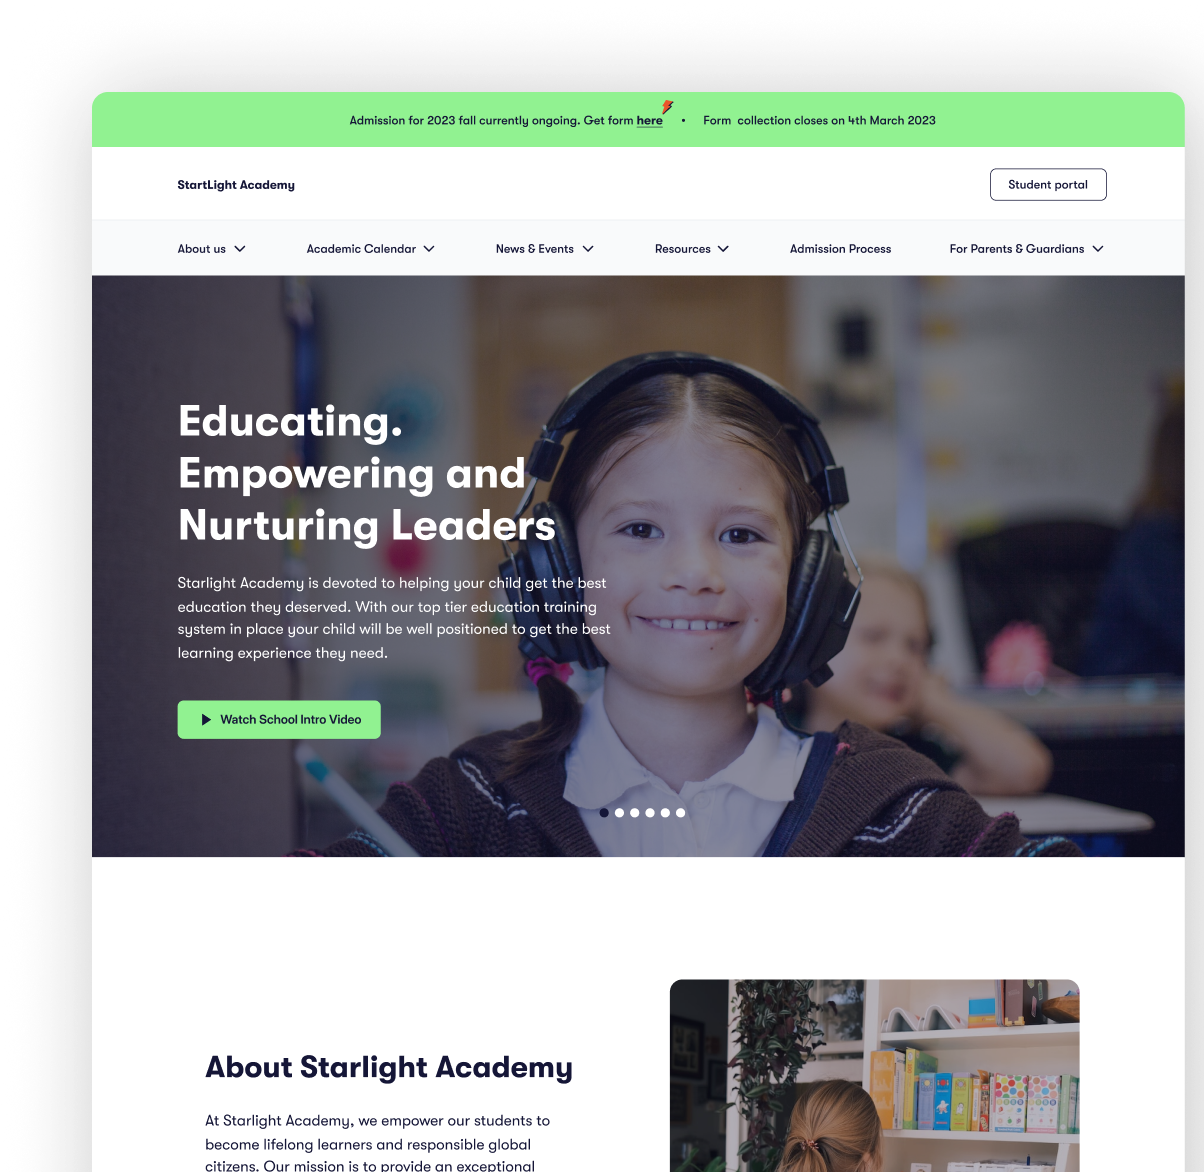 Admission for 2023 fall currently ongoing. Get form here • Form collection closes on 4th March 2023
StartLight Academy
Student portal
About us
Academic Calendar
News & Events
Resources
Admission Process
For Parents & Guardians
Educating.
Empowering and
Nurturing Leaders
Starlight Academy is devoted to helping your child get the best
education they deserved. With our top tier education training
system in place your child will be well positioned to get the best
learning experience they need.
Watch School Intro Video
About Starlight Academy
At Starlight Academy, we empower our students to
become lifelong learners and responsible global
citizens. Our mission is to provide an exceptional